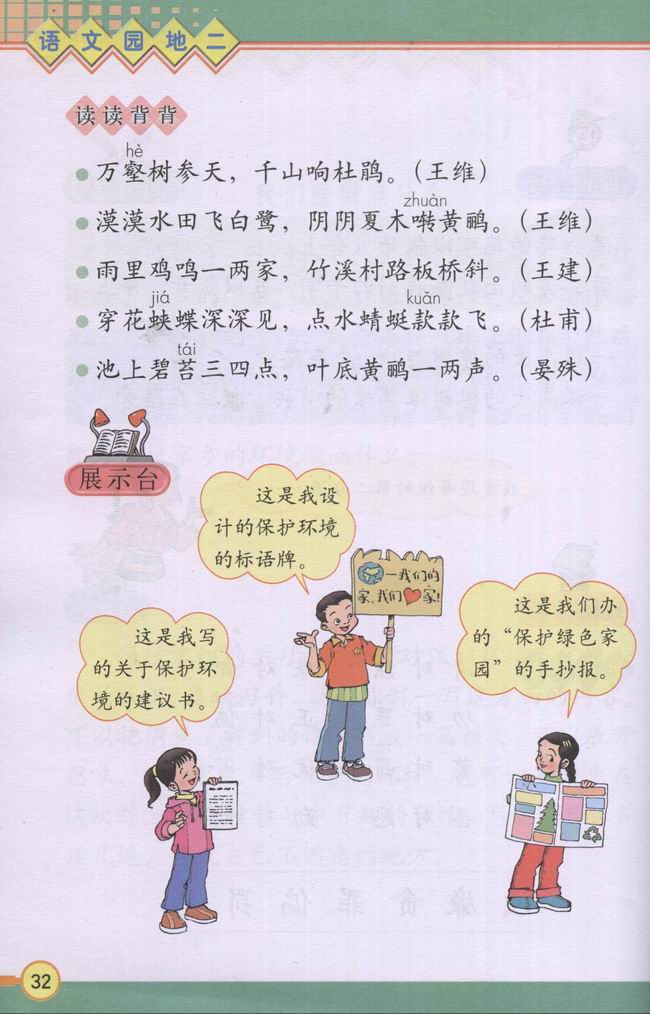 语文园地二
读读背背
hè
万壑树参天，千山响杜鹃。（王维）
zhuàn
漠漠水田飞白鹭，阴阴夏木啭黄鹂。（王维）
雨里鸡鸣一两家，竹溪村路板桥斜。（王建）
jiá kuǎn
穿花蛱蝶深深见，点水蜻蜓款款飞。（杜甫）
tái
池上碧苔三四点，叶底黄鹂一两声。（晏殊）
展示台
这是我设
计的保护环境
的标语牌。
一我们的
家,我们家!
这是我们办
的“保护绿色家
园”的手抄报。
这是我写
的关于保护环
境的建议书。
32